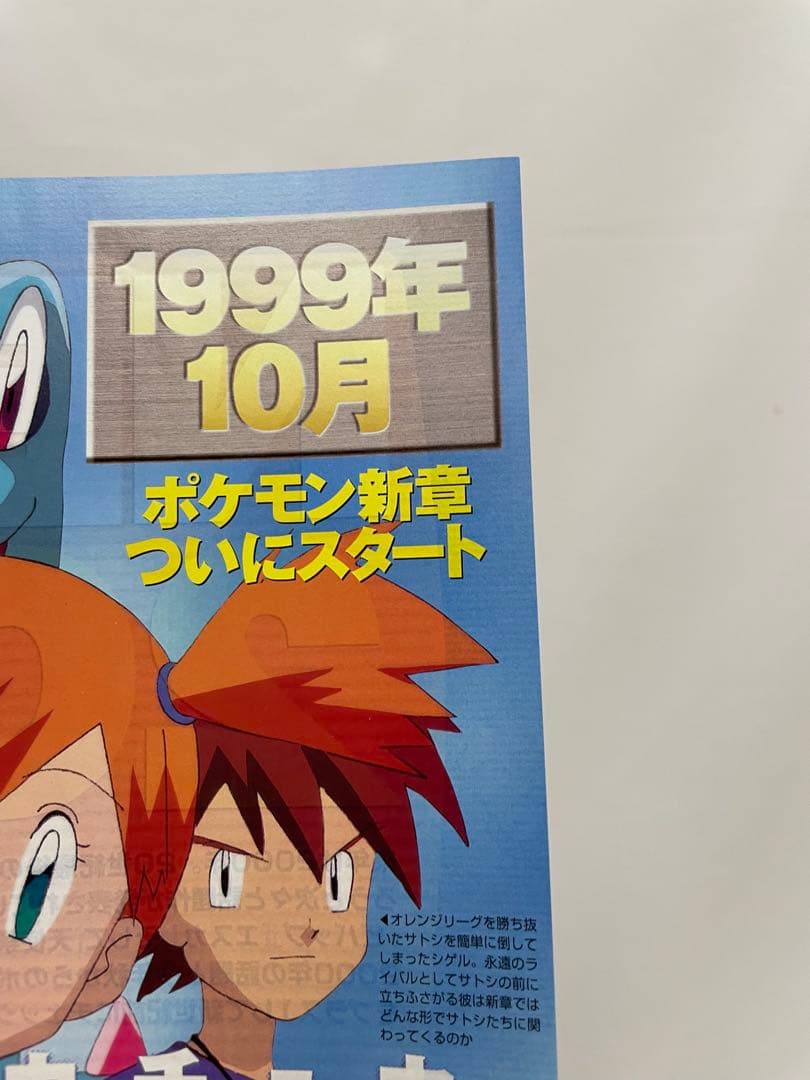 1999年
10月
ポケモン新章
ついにスタート
◀オレンジリーグを勝ち抜
いたサトシを簡単に倒して
しまったシゲル。永遠のラ
イバルとしてサトシの前に
立ちふさがる彼は新章では
どんな形でサトシたちに関
わってくるのか